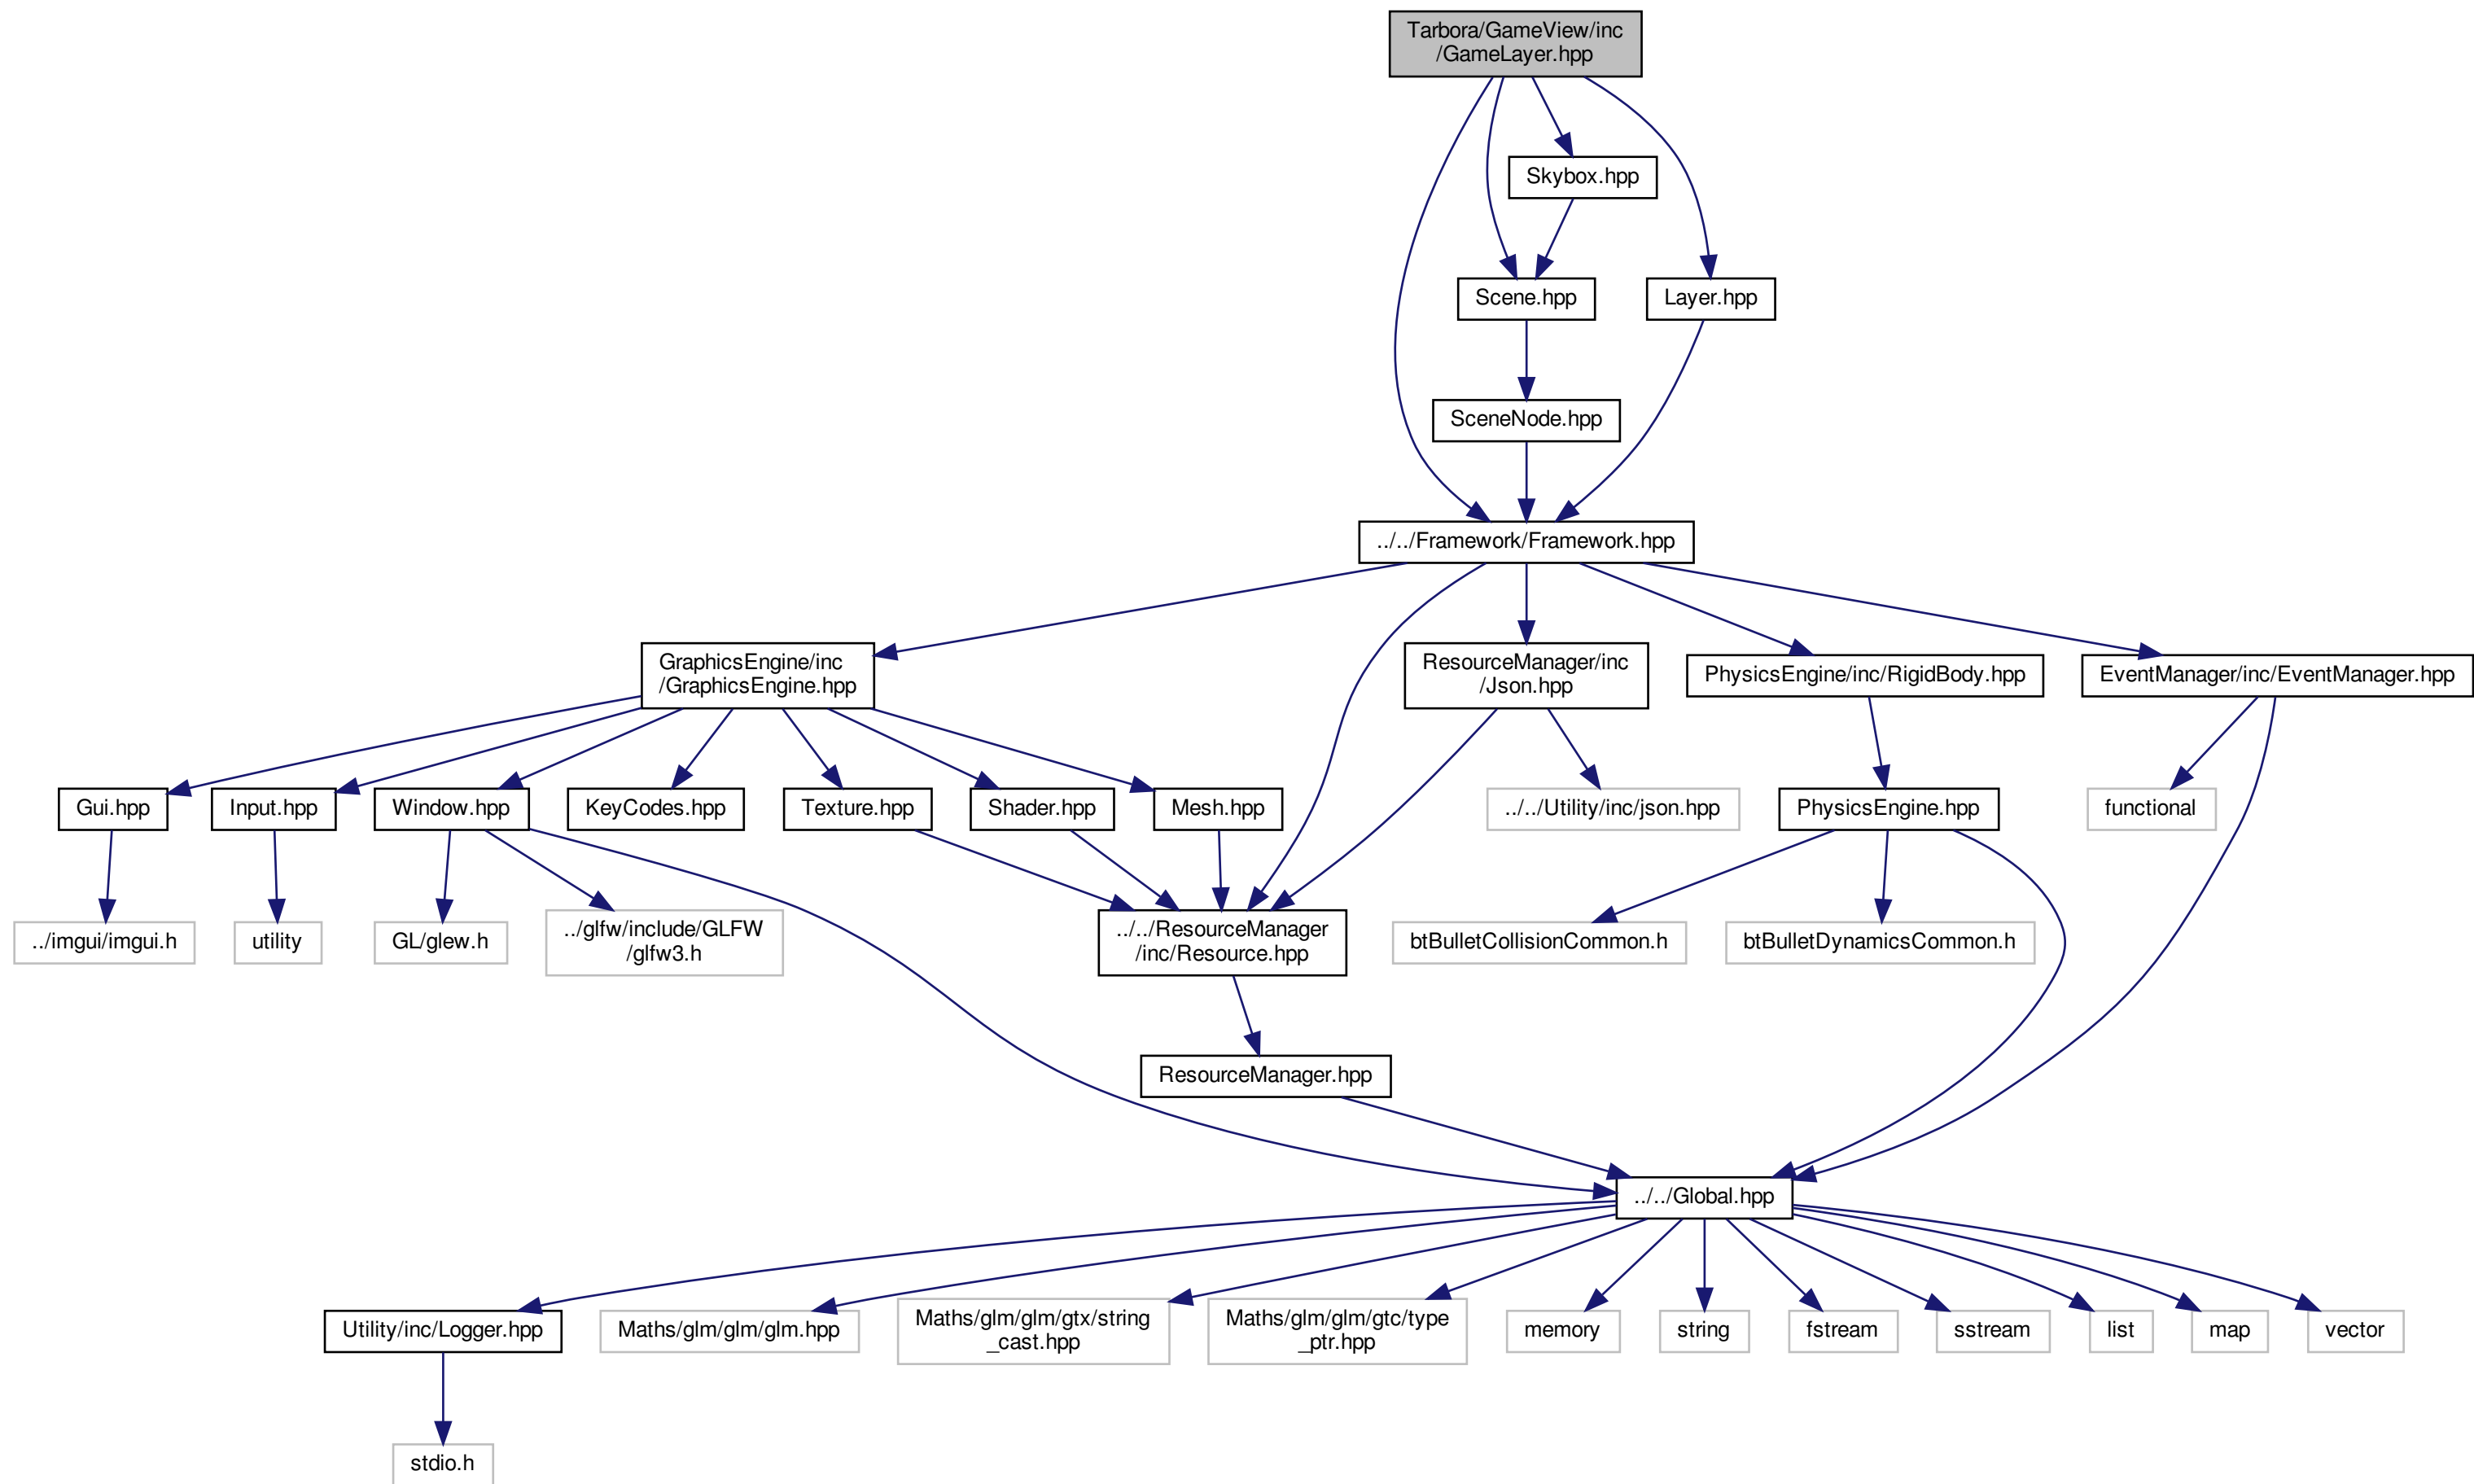 Tarbora/GameView/inc
/GameLayer.hpp
Skybox.hpp
Scene.hpp
Layer.hpp
SceneNode.hpp
../../Framework/Framework.hpp
GraphicsEngine/inc
/GraphicsEngine.hpp
ResourceManager/inc
/Json.hpp
PhysicsEngine/inc/RigidBody.hpp
EventManager/inc/EventManager.hpp
Gui.hpp
Input.hpp
Window.hpp
KeyCodes.hpp
Texture.hpp
Shader.hpp
Mesh.hpp
../../Utility/inc/json.hpp
PhysicsEngine.hpp
functional
../imgui/imgui.h
utility
GL/glew.h
../glfw/include/GLFW
/glfw3.h
../../ResourceManager
/inc/Resource.hpp
btBulletCollisionCommon.h
btBulletDynamicsCommon.h
ResourceManager.hpp
../../Global.hpp
Utility/inc/Logger.hpp
Maths/glm/glm/glm.hpp
Maths/glm/glm/gtx/string
_cast.hpp
Maths/glm/glm/gtc/type
_ptr.hpp
memory
string
fstream
sstream
list
map
vector
stdio.h